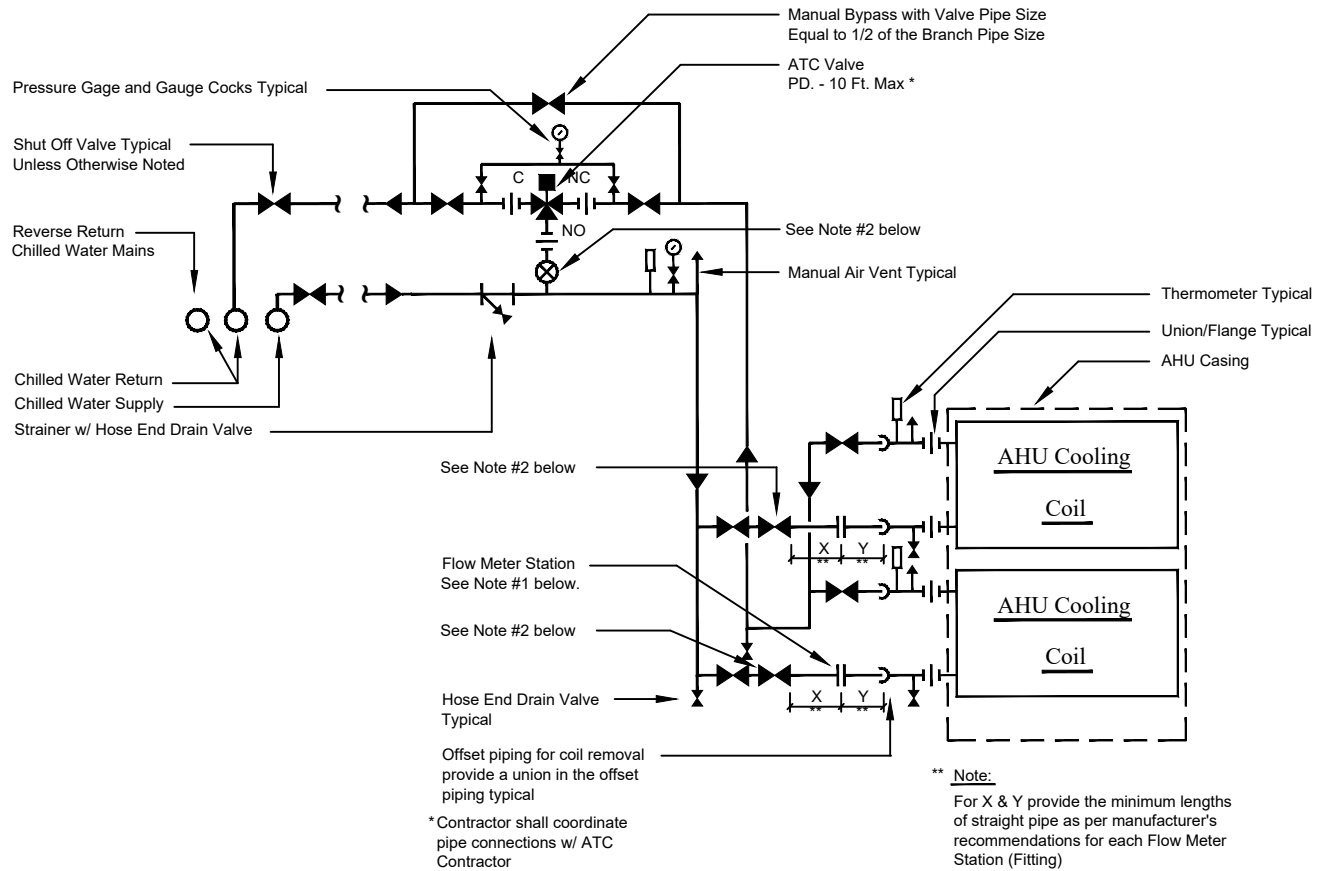 Manual Bypass with Valve Pipe Size
Equal to 1/2 of the Branch Pipe Size
ATC Valve
PD. - 10 Ft. Max *
Pressure Gage and Gauge Cocks Typical
Shut Off Valve Typical
Unless Otherwise Noted
C
NC
NO
Reverse Return
Chilled Water Mains
See Note #2 below
Manual Air Vent Typical
Thermometer Typical
Union/Flange Typical
AHU Casing
Chilled Water Return
Chilled Water Supply
Strainer w/ Hose End Drain Valve
AHU Cooling
Coil
See Note #2 below
X
**
Y
**
Flow Meter Station
See Note #1 below.
AHU Cooling
Coil
See Note #2 below
X
**
Y
**
Hose End Drain Valve
Typical
Offset piping for coil removal
provide a union in the offset
piping typical
* Contractor shall coordinate
pipe connections w/ ATC
Contractor
** Note:
For X & Y provide the minimum lengths
of straight pipe as per manufacturer's
recommendations for each Flow Meter
Station (Fitting)